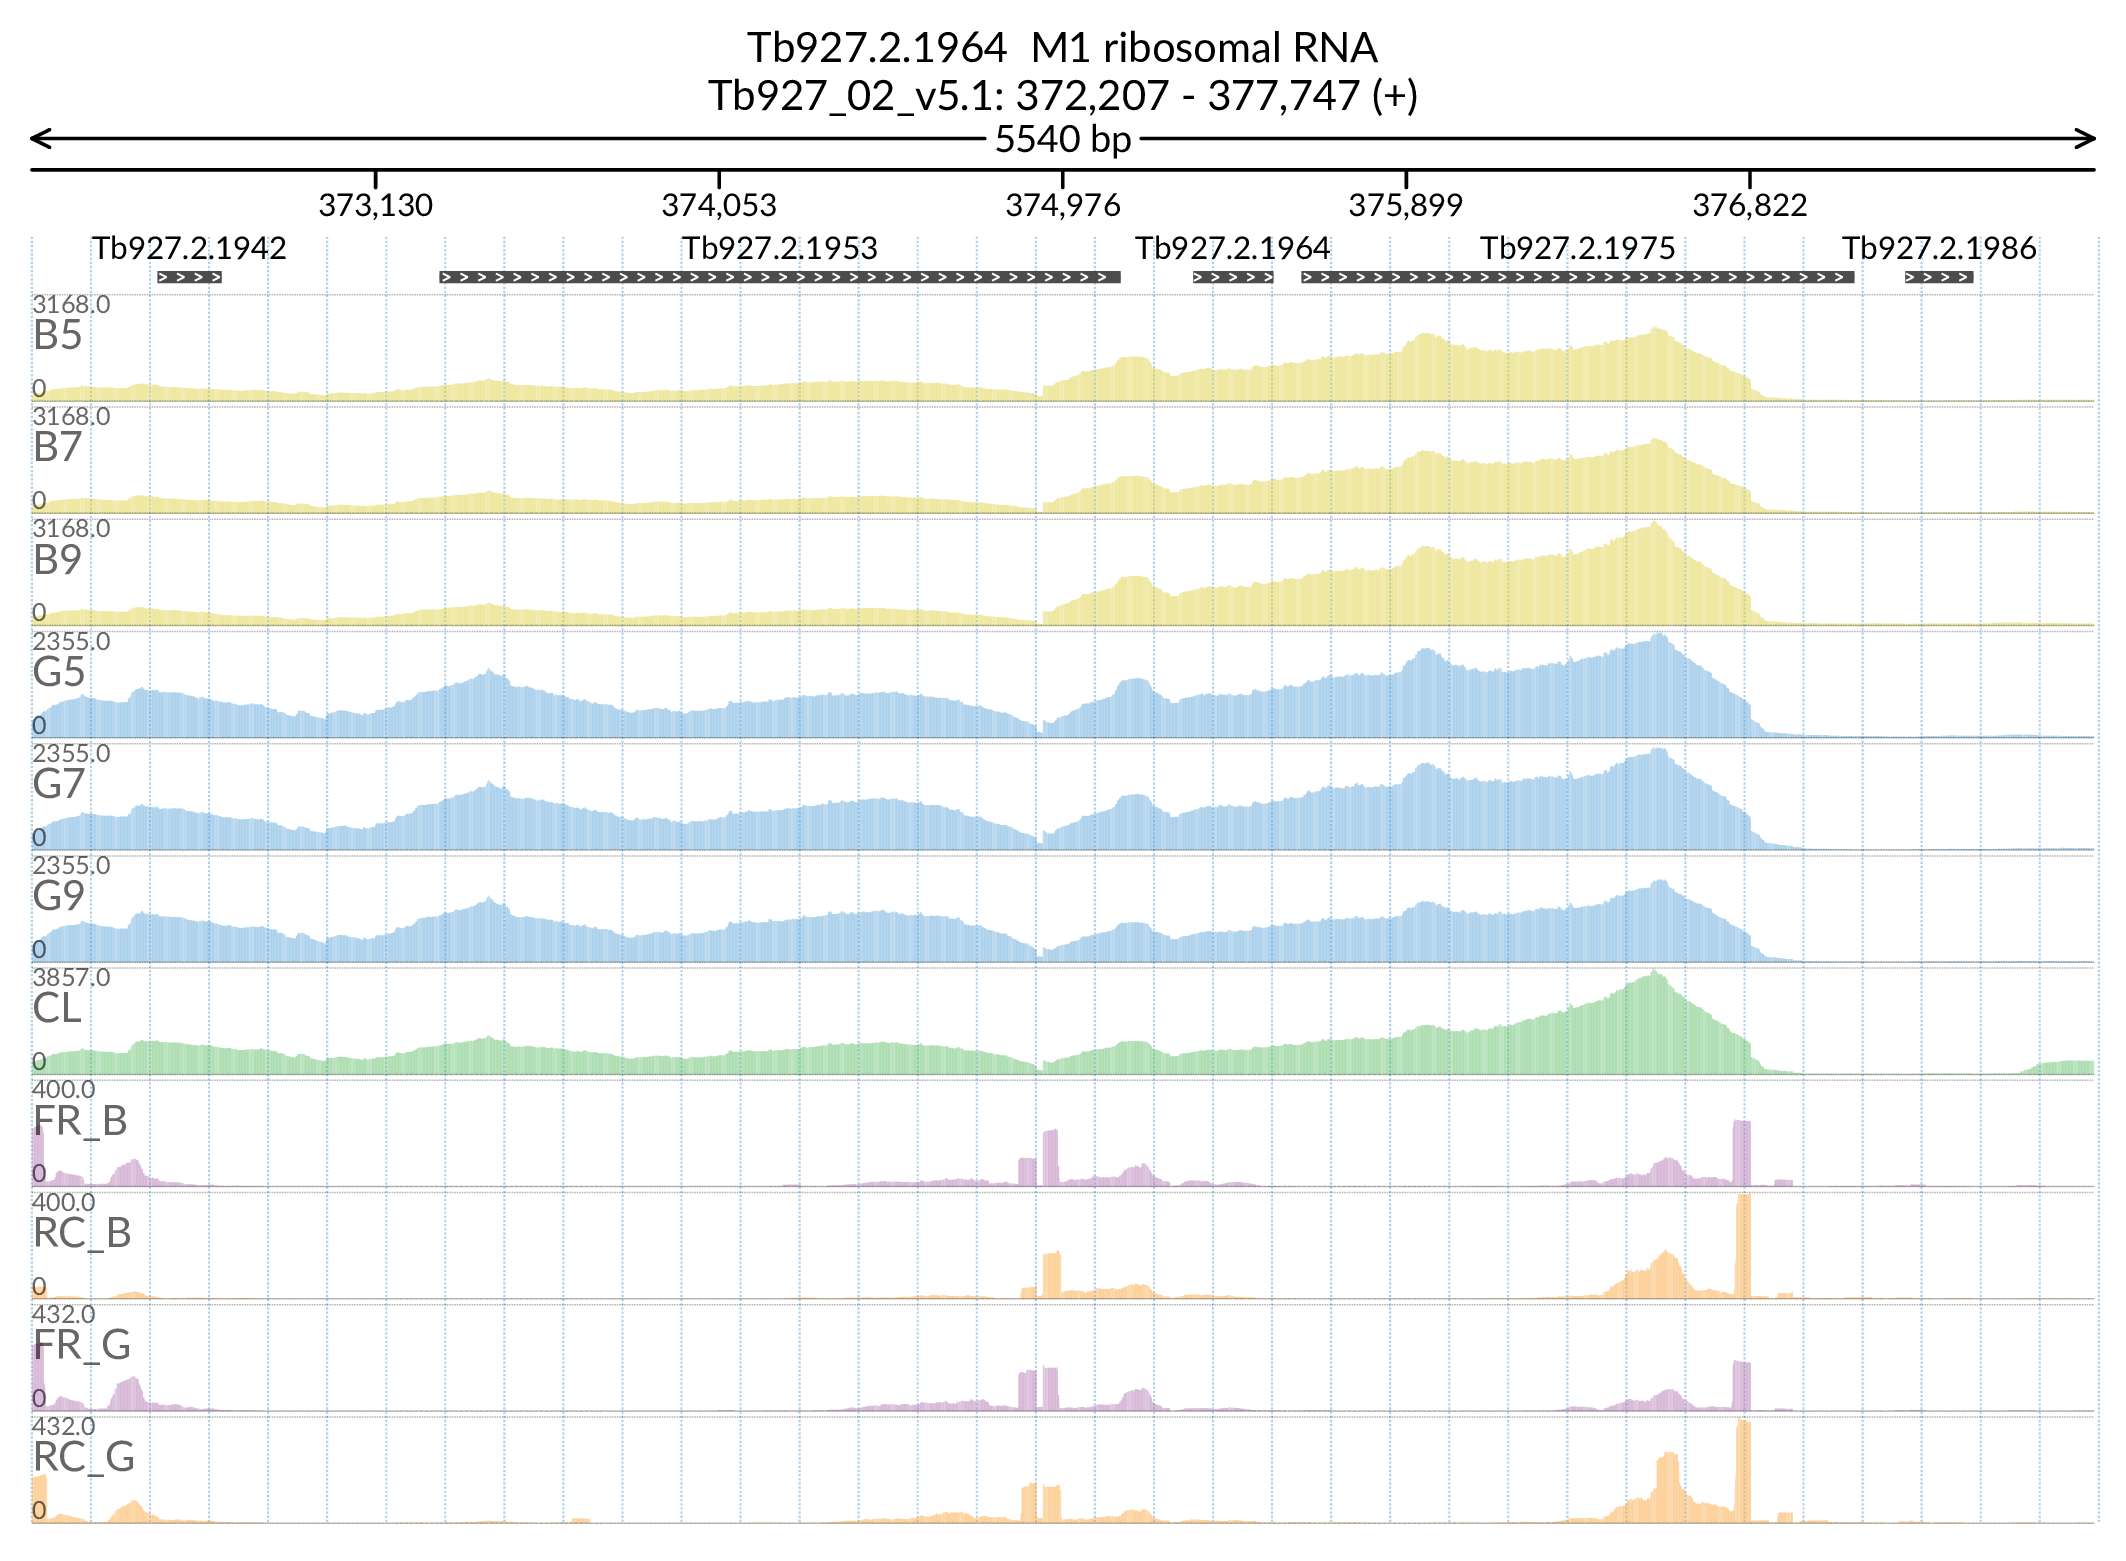 Tb927.2.1964 M1 ribosomal RNA
Tb927_02_v5.1: 372,207 - 377,747 (+)
5540 bp
373,130 374,053 374,976 375,899 376,822
Tb927.2.1942 Tb927.2.1953 Tb927.2.1964 Tb927.2.1975 Tb927.2.1986
3168.0
B5
0
3168.0
B7
0
3168.0
B9
0
2355.0
G5
0
2355.0
G7
0
2355.0
G9
0
3857.0
CL
0
400.0
FR_B
0
400.0
RC_B
0
432.0
FR_G
0
432.0
RC_G
0